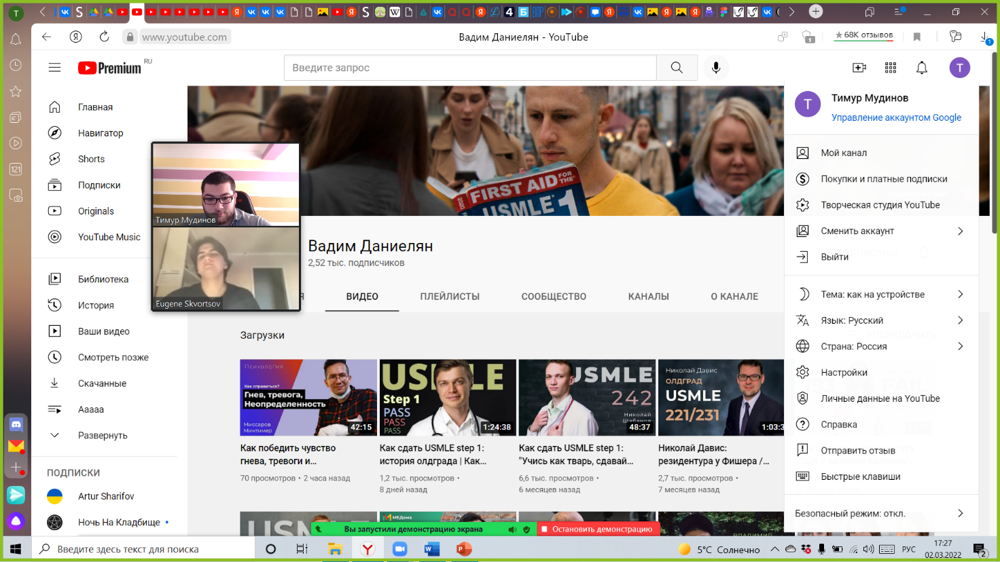 www.youtube.com
Вадим Даниелян - YouTube
★ 68K отзывов
Premium RU
Введите запрос
Главная
Навигатор
Shorts
Подписки
Originals
YouTube Music
Библиотека
История
Ваши видео
Смотреть позже
Скачанные
Ааааа
Развернуть
ПОДПИСКИ
Artur Sharifov
Ночь На Кладбище
Тимур Мудинов
Eugene Skvortsov
FIRST AID FOR THE
USMLE 1
2020
Вадим Даниелян
2,52 тыс. подписчиков
Я
ВИДЕО
ПЛЕЙЛИСТЫ
СООБЩЕСТВО
КАНАЛЫ
О КАНАЛЕ
Загрузки
Психология
Как справиться?
Гнев, тревога,
Неопределенность
Миссаров
Минтимер
42:15
Как победить чувство
гнева, тревоги и...
70 просмотров • 2 часа назад
USMLE
Step 1
PASS
PASS
PASS
1:24:38
Как сдать USMLE step 1:
история олдграда | Как...
1,2 тыс. просмотров •
8 дней назад
USMLE
242
Николай
Шабанов
48:37
Как сдать USMLE step 1:
"Учись как тварь, сдавай...
6,6 тыс. просмотров •
6 месяцев назад
Николай Дависс
ОЛДГРАД
USMLE
221/231
1:03:3
Николай Давис:
резидентура у Фишера /...
2,7 тыс. просмотров •
7 месяцев назад
USM
МЕДома
ВЛАДИМИР
T
Тимур Мудинов
Управление аккаунтом Google
Мой канал
Покупки и платные подписки
Творческая студия YouTube
Сменить аккаунт
Выйти
Тема: как на устройстве
Язык: Русский
Страна: Россия
Настройки
Личные данные на YouTube
Справка
Отправить отзыв
Быстрые клавиши
Безопасный режим: откл.
Вы запустили демонстрацию экрана
Остановить демонстрацию
Введите здесь текст для поиска
5°C Солнечно
РУС
17:27
02.03.2022
2